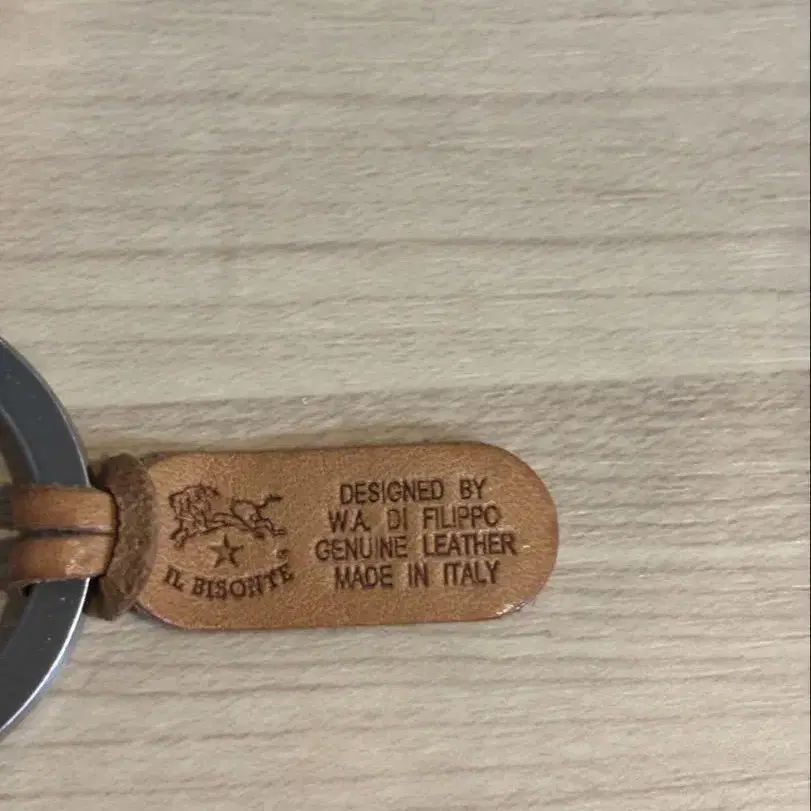 IL BISONTE
DESIGNED BY
W.A. DI FILIPPO
GENUINE LEATHER
MADE IN ITALY